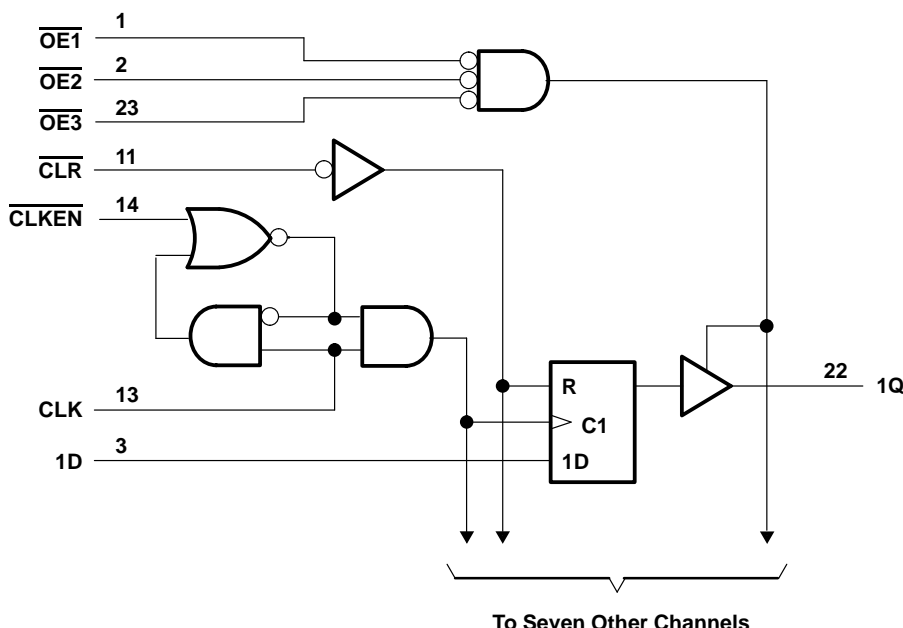 OE1 1
OE2 2
OE3 23
CLR 11
CLKEN 14
CLK 13
1D 3
R
C1
1D
22 1Q
To Seven Other Channels